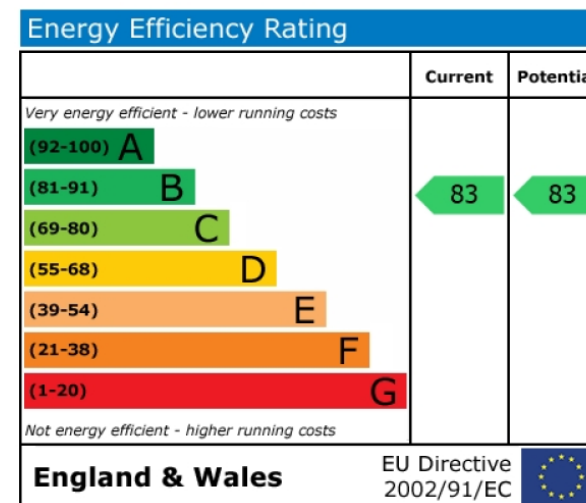 Energy Efficiency Rating
Current Potentia
Very energy efficient - lower running costs
(92-100) A
(81-91) B 83 83
(69-80) C
(55-68) D
(39-54) E
(21-38) F
(1-20) G
Not energy efficient - higher running costs
England & Wales
EU Directive
2002/91/EC